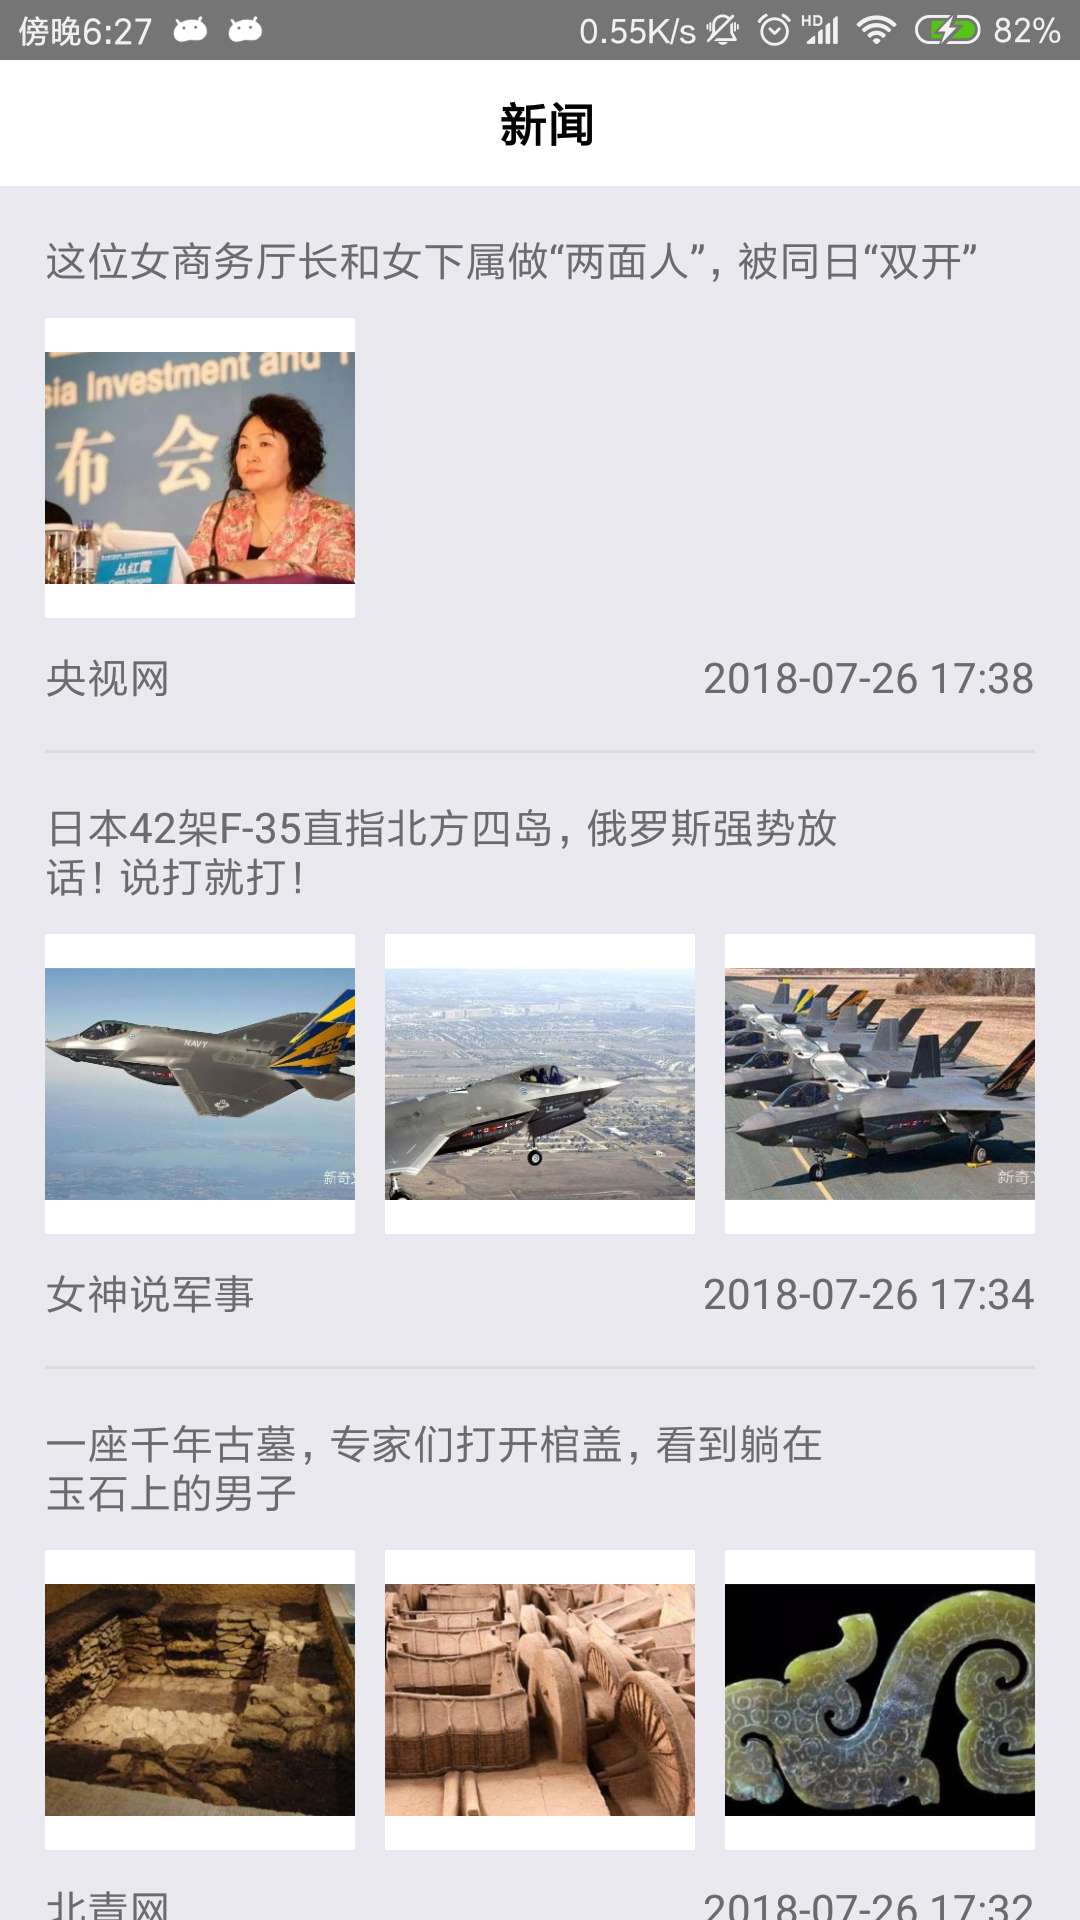 傍晚6:27
0.55K/s
HD
82%
新闻
这位女商务厅长和女下属做“两面人”，被同日“双开”
sia Investment and
布会
丛红霞
央视网
2018-07-26 17:38
日本42架F-35直指北方四岛，俄罗斯强势放
话！说打就打！
NAVY
F35
新奇
新奇
女神说军事
2018-07-26 17:34
一座千年古墓，专家们打开棺盖，看到躺在
玉石上的男子
北青网
2018-07-26 17:32